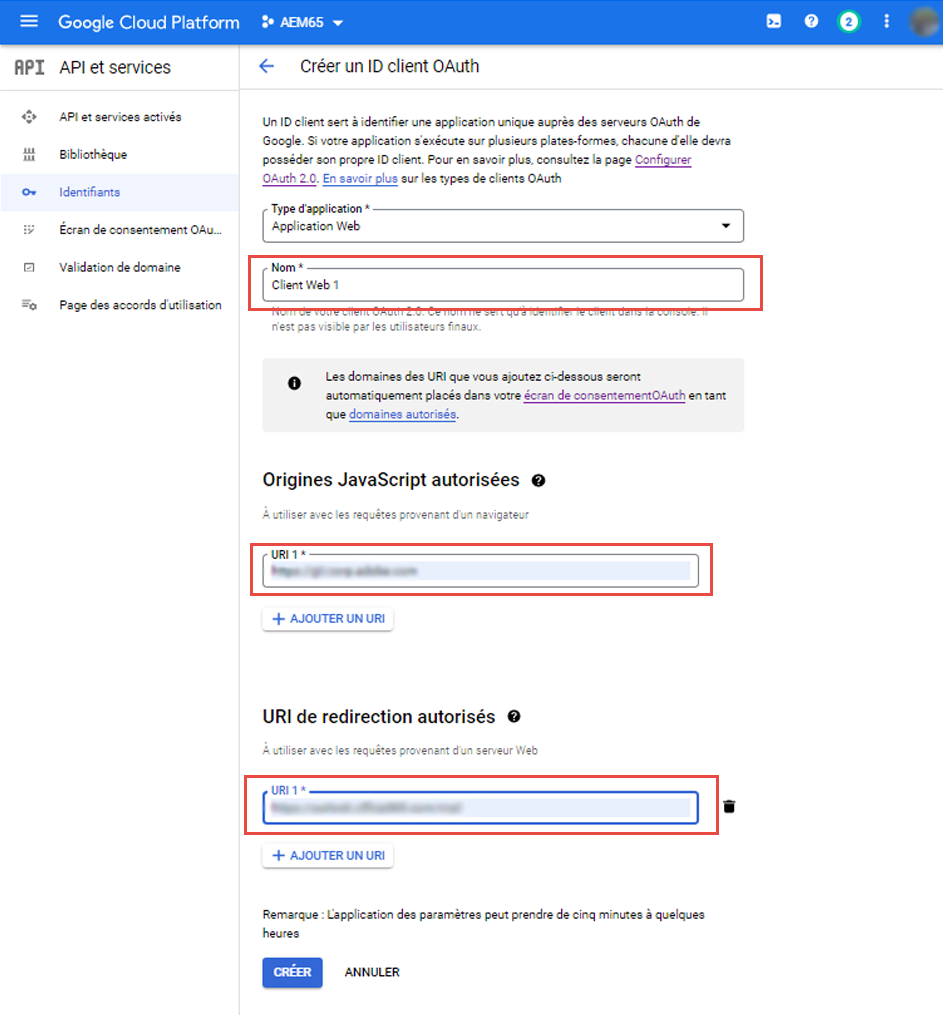 Google Cloud Platform
AEM65
2
API API et services
Créer un ID client OAuth
API et services activés
Bibliothèque
Identifiants
Écran de consentement OAu...
Validation de domaine
Page des accords d'utilisation
Un ID client sert à identifier une application unique auprès des serveurs OAuth de
Google. Si votre application s'exécute sur plusieurs plates-formes, chacune d'elle devra
posséder son propre ID client. Pour en savoir plus, consultez la page Configurer
OAuth 2.0. En savoir plus sur les types de clients OAuth
Type d'application *
Application Web
Nom *
Client Web 1
Nom de votre client OAuth 2.0. Ce nom ne sert qu'à identifier le client dans la console. Il
n'est pas visible par les utilisateurs finaux.
Les domaines des URI que vous ajoutez ci-dessous seront
automatiquement placés dans votre écran de consentementOAuth en tant
que domaines autorisés.
Origines JavaScript autorisées
À utiliser avec les requêtes provenant d'un navigateur
URI 1 *
+ AJOUTER UN URI
URI de redirection autorisés
À utiliser avec les requêtes provenant d'un serveur Web
URI 1 *
+ AJOUTER UN URI
Remarque : L'application des paramètres peut prendre de cinq minutes à quelques
heures
CRÉER
ANNULER